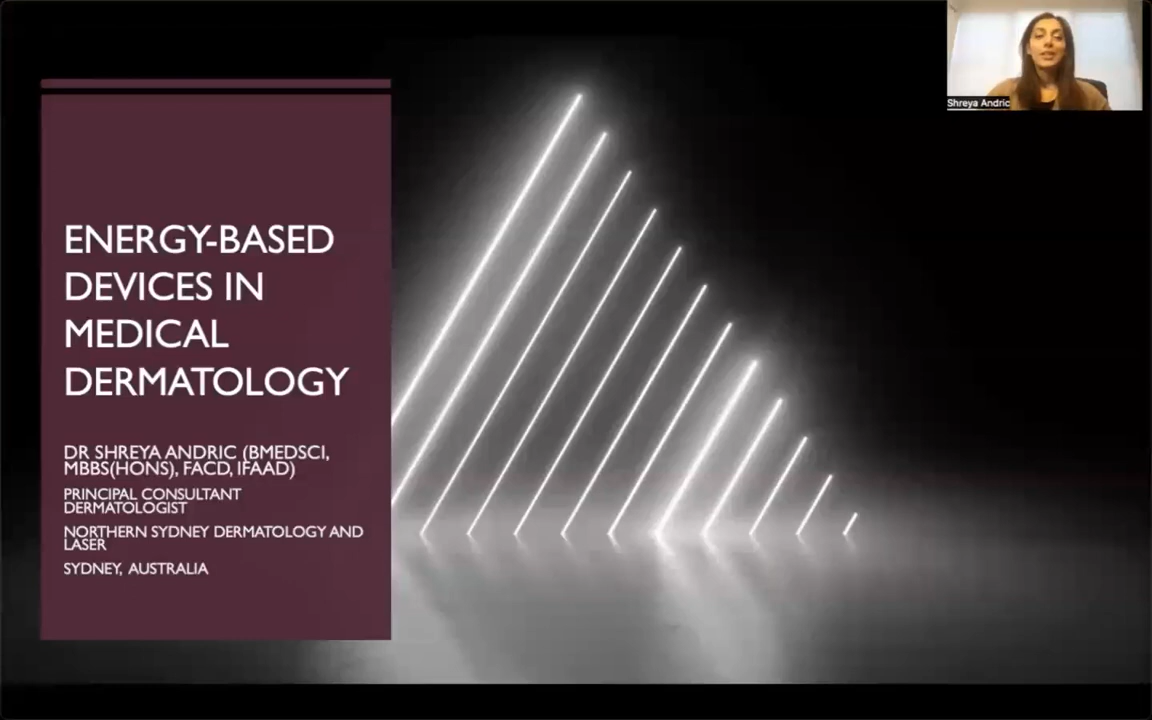 ENERGY-BASED
DEVICES IN
MEDICAL
DERMATOLOGY
DR SHREYA ANDRIC (BMEDSCI,
MBBS(HONS), FACD, IFAAD)
PRINCIPAL CONSULTANT
DERMATOLOGIST
NORTHERN SYDNEY DERMATOLOGY AND
LASER
SYDNEY, AUSTRALIA
Shreya Andric